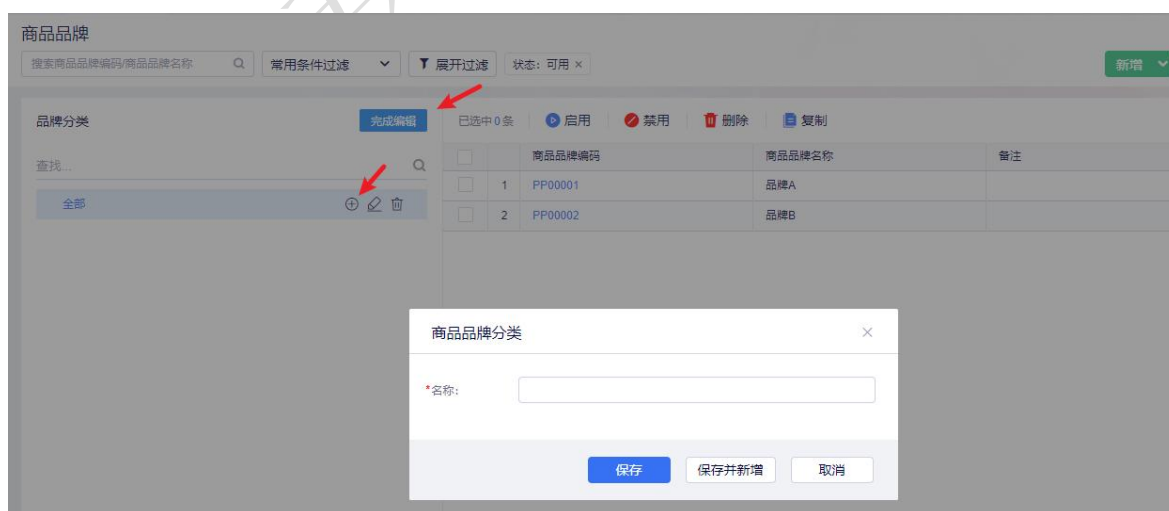 商品品牌
搜索商品品牌编码/商品品牌名称 常用条件过滤 展开过滤 状态：可用 × 新增
品牌分类 完成编辑 已选中0条 启用 禁用 删除 复制
查找... 商品品牌编码 商品品牌名称 备注
全部 1 PP00001 品牌A
2 PP00002 品牌B
商品品牌分类 ×
*名称：
保存 保存并新增 取消